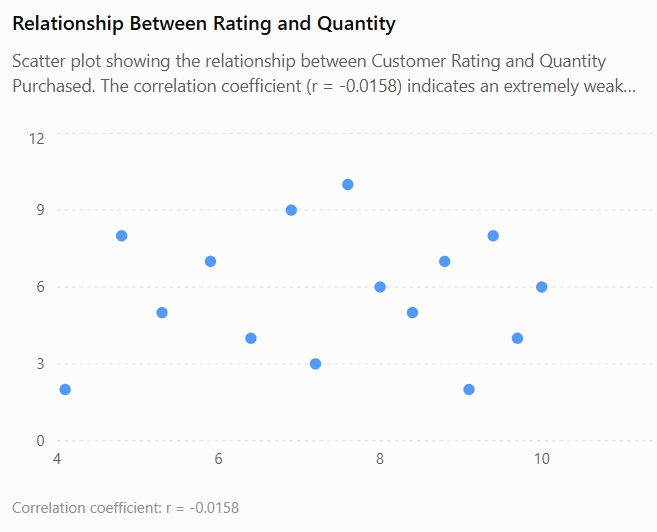 Relationship Between Rating and Quantity
Scatter plot showing the relationship between Customer Rating and Quantity
Purchased. The correlation coefficient (r = -0.0158) indicates an extremely weak...
12
9
6
3
0
4 6 8 10
Correlation coefficient: r = -0.0158